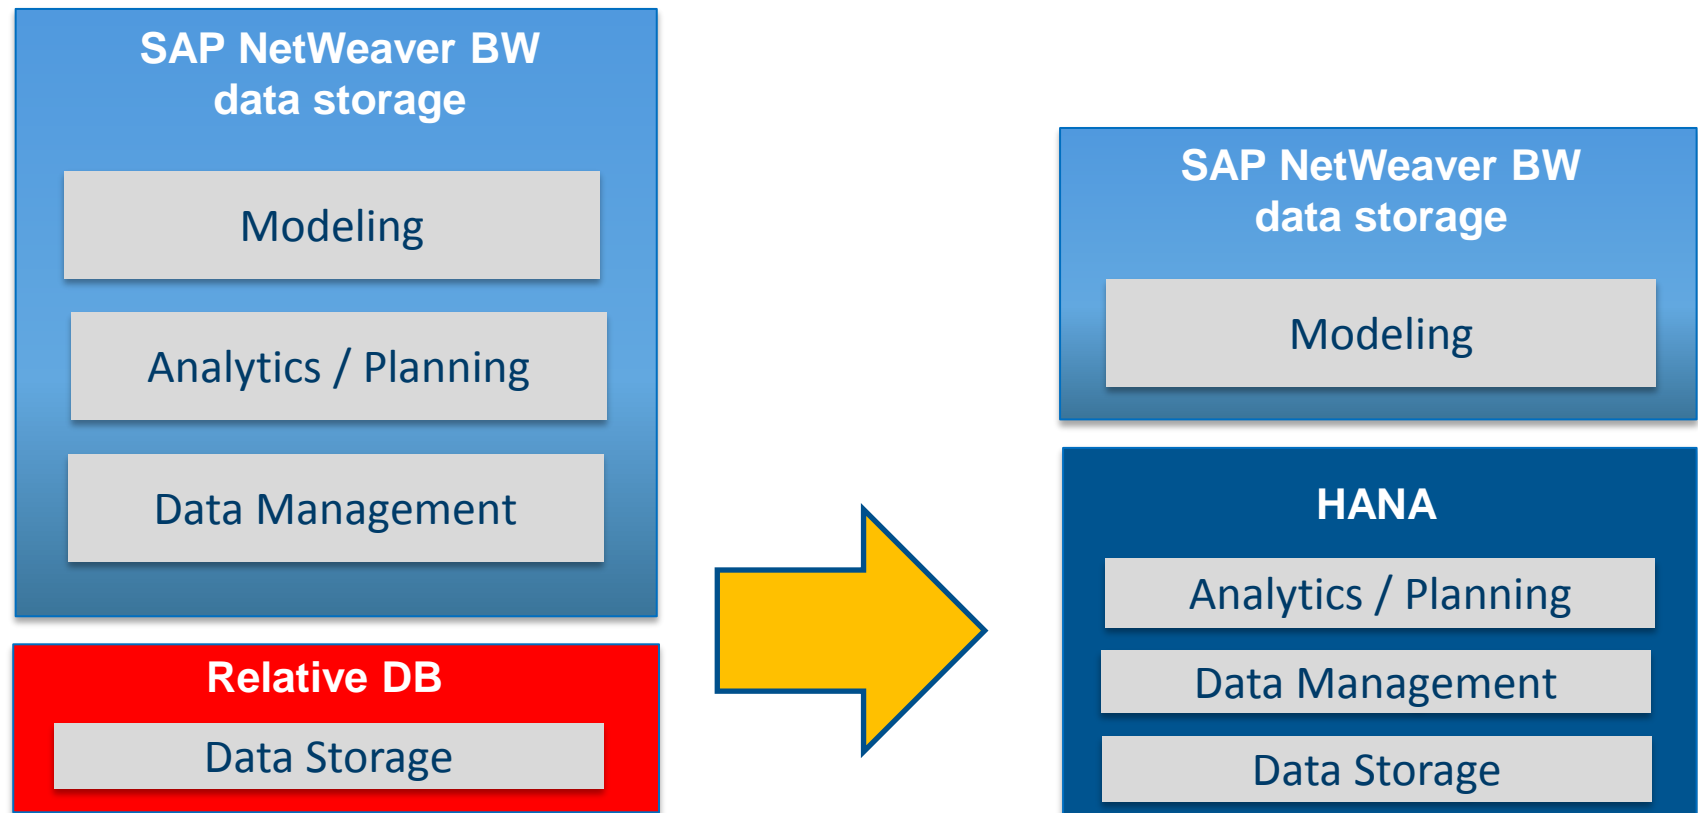 SAP NetWeaver BW
data storage
Modeling
Analytics / Planning
Data Management
Relative DB
Data Storage
SAP NetWeaver BW
data storage
Modeling
HANA
Analytics / Planning
Data Management
Data Storage